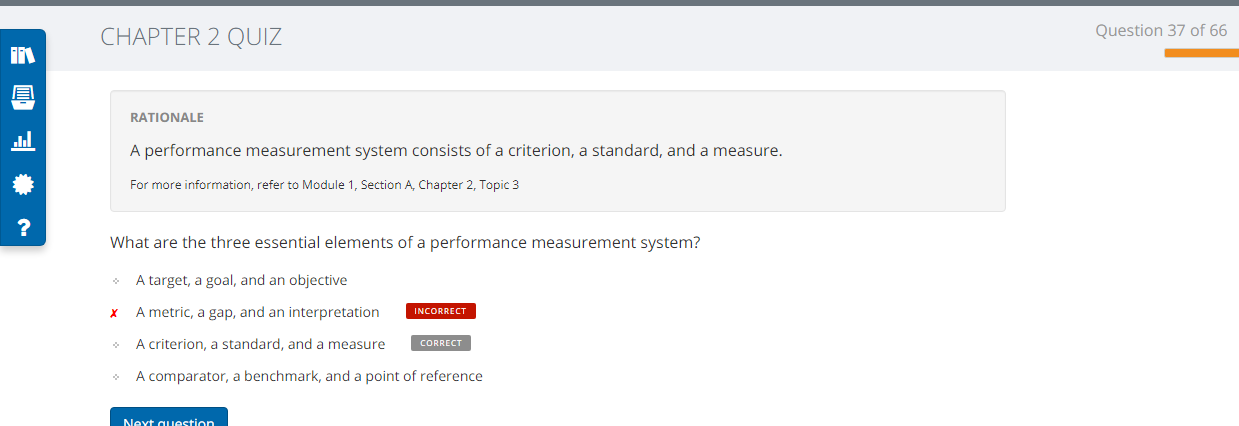 CHAPTER 2 QUIZ
Question 37 of 66
RATIONALE
A performance measurement system consists of a criterion, a standard, and a measure.
For more information, refer to Module 1, Section A, Chapter 2, Topic 3
?
What are the three essential elements of a performance measurement system?
A target, a goal, and an objective
✗ A metric, a gap, and an interpretation INCORRECT
A criterion, a standard, and a measure CORRECT
A comparator, a benchmark, and a point of reference
Next question